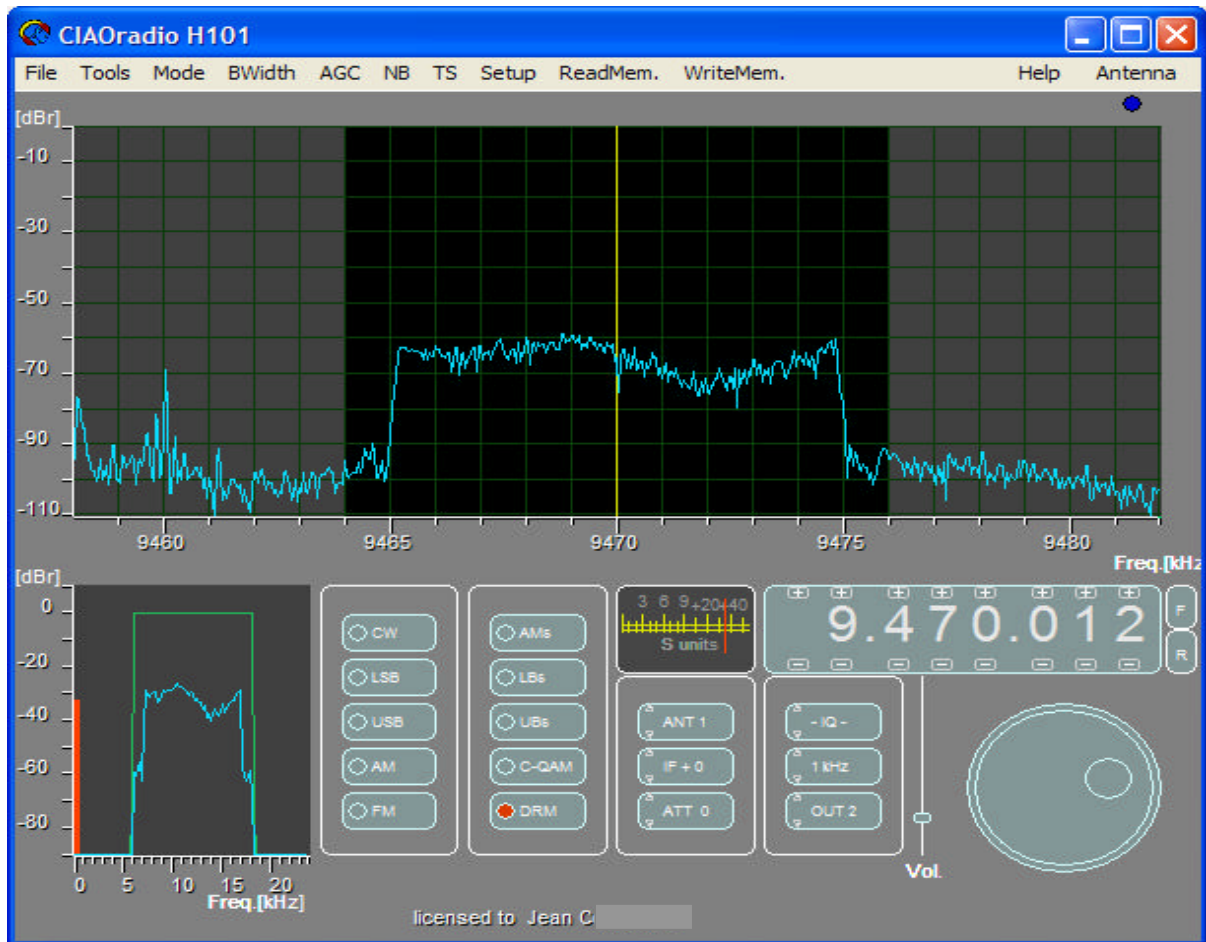 CIAOradio H101
File Tools Mode BWidth AGC NB TS Setup ReadMem. WriteMem. Help Antenna
[dBr]
-10
-30
-50
-70
-90
-110
9460 9465 9470 9475 9480
Freq.[kHz
[dBr]
0
-20
-40
-60
-80
0 5 10 15 20
Freq.[kHz]
CW
LSB
USB
AM
FM
AMs
LBs
UBs
C-QAM
DRM
3 6 9 +20 +40
S units
ANT 1
IF + 0
ATT 0
9.470.012
F
R
- IQ -
1 kHz
OUT 2
Vol.
licensed to Jean